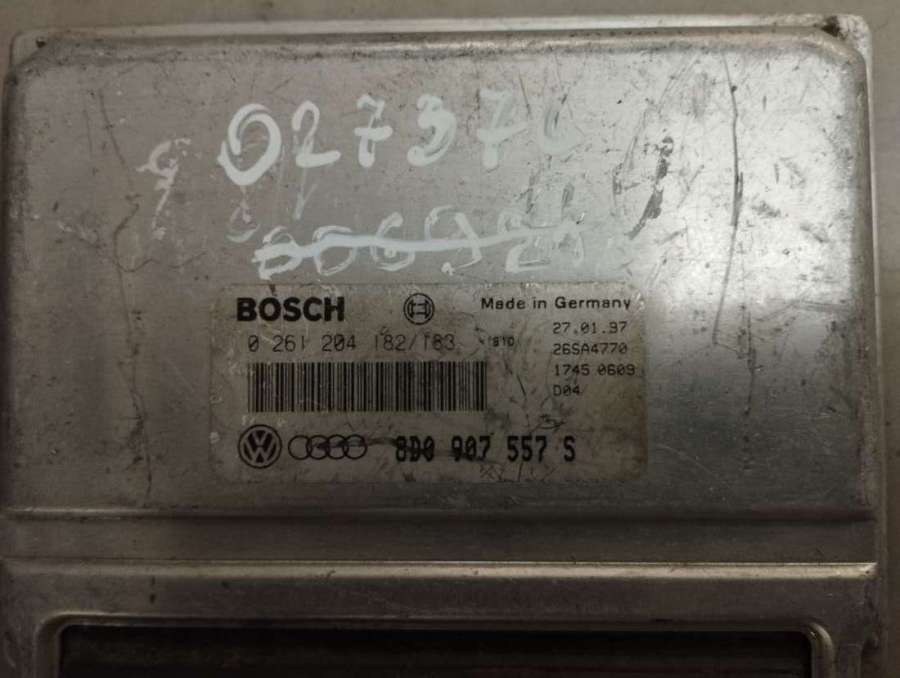 BOSCH
Made in Germany
27.01.97
0 261 204 182/183
26SA4770
1745 0609
D04
8D0 907 557 S